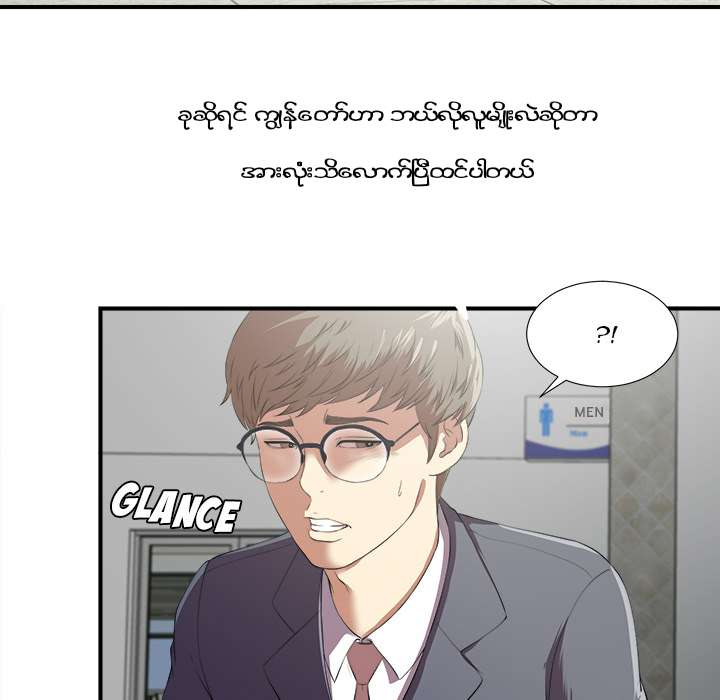 ခုဆိုရင် ကျွန်တော်ဟာ ဘယ်လိုလူမျိုးလဲဆိုတာ
အားလုံးသိလောက်ပြီထင်ပါတယ်
?!
MEN
GLANCE